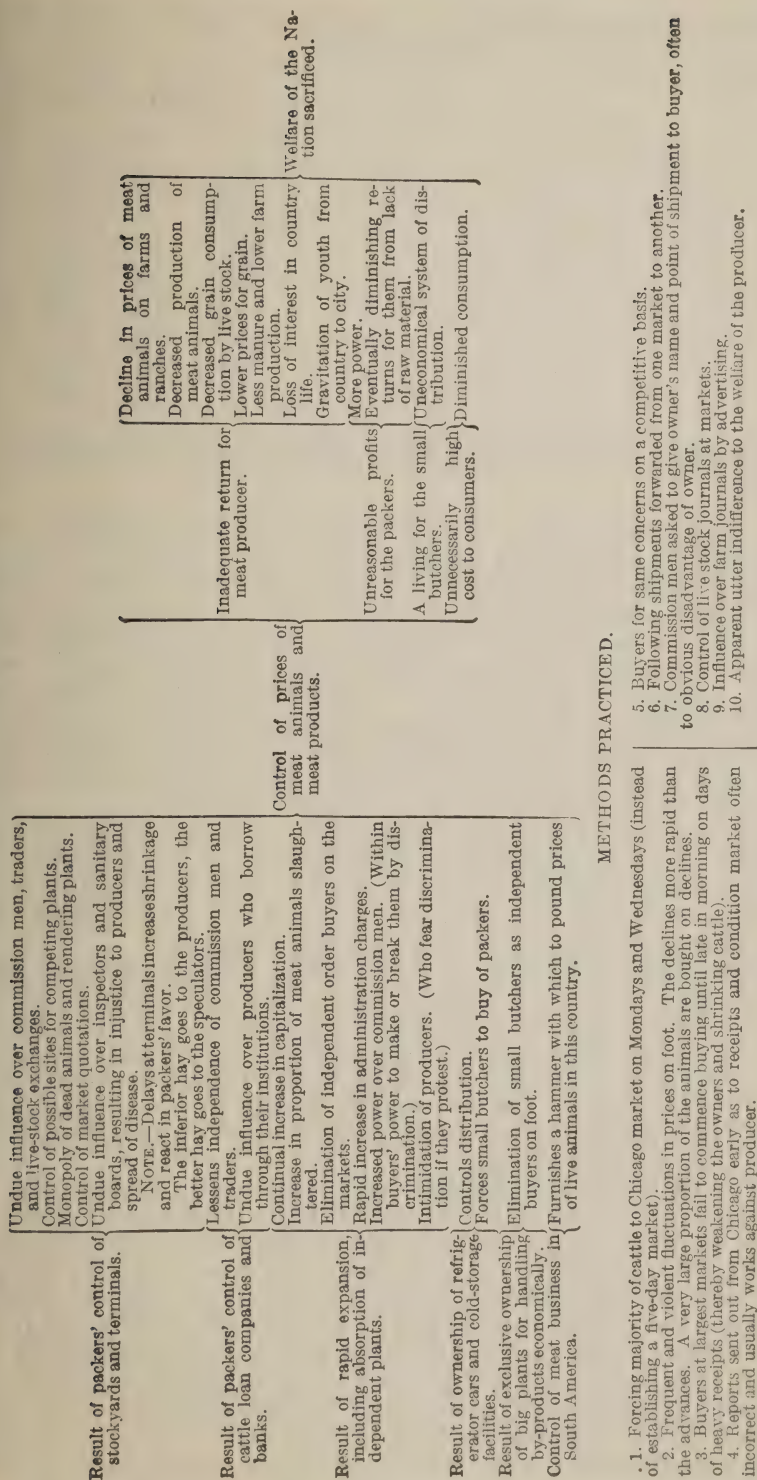 Result of packers' control of
stockyards and terminals.
Undue influence over commission men, traders,
and live-stock exchanges.
Control of possible sites for competing plants.
Monopoly of dead animals and rendering plants.
Control of market quotations.
Undue influence over inspectors and sanitary
boards, resulting in injustice to producers and
spread of disease.
NOTE.—Delays at terminals increase shrinkage
and react in packers' favor.
The inferior hay goes to the producers, the
better hay goes to the speculators.
Lessens independence of commission men and
traders.
Result of packers' control of
cattle loan companies and
banks.
Undue influence over producers who borrow
through their institutions.
Result of rapid expansion,
including absorption of in-
dependent plants.
Continual increase in capitalization.
Increase in proportion of meat animals slaugh-
tered.
Elimination of independent order buyers on the
markets.
Rapid increase in administration charges.
Increased power over commission men. (Within
buyers' power to make or break them by dis-
crimination.)
Intimidation of producers. (Who fear discrimina-
tion if they protest.)
Result of ownership of refrig-
erator cars and cold-storage
facilities.
Controls distribution.
Forces small butchers to buy of packers.
Result of exclusive ownership
of big plants for handling
by-products economically.
Elimination of small butchers as independent
buyers on foot.
Control of meat business in
South America.
Furnishes a hammer with which to pound prices
of live animals in this country.
Control of prices of
meat animals and
meat products.
Inadequate return for
meat producer.
Decline in prices of meat
animals on farms and
ranches.
Decreased production of
meat animals.
Decreased grain consump-
tion by live stock.
Lower prices for grain.
Less manure and lower farm
production.
Loss of interest in country
life.
Gravitation of youth from
country to city.
Unreasonable profits
for the packers.
More power.
Eventually diminishing re-
turns for them from lack
of raw material.
A living for the small
butchers.
Uneconomical system of dis-
tribution.
Unnecessarily high
cost to consumers.
Diminished consumption.
Welfare of the Na-
tion sacrificed.
METHODS PRACTICED.
1. Forcing majority of cattle to Chicago market on Mondays and Wednesdays (instead
of establishing a five-day market).
2. Frequent and violent fluctuations in prices on foot. The declines more rapid than
the advances. A very large proportion of the animals are bought on declines.
3. Buyers at largest markets fail to commence buying until late in morning on days
of heavy receipts (thereby weakening the owners and shrinking cattle).
4. Reports sent out from Chicago early as to receipts and condition market often
incorrect and usually works against producer.
5. Buyers for same concerns on a competitive basis.
6. Following shipments forwarded from one market to another.
7. Commission men asked to give owner's name and point of shipment to buyer, often
to obvious disadvantage of owner.
8. Control of live stock journals at markets.
9. Influence over farm journals by advertising.
10. Apparent utter indifference to the welfare of the producer.